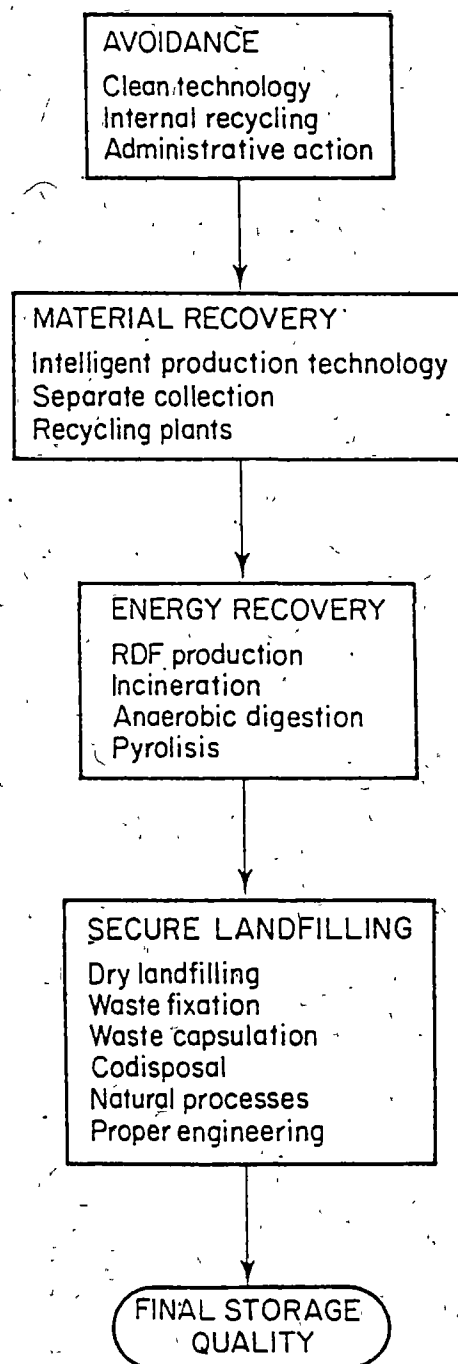 AVOIDANCE
Clean technology
Internal recycling
Administrative action
MATERIAL RECOVERY
Intelligent production technology
Separate collection
Recycling plants
ENERGY RECOVERY
RDF production
Incineration
Anaerobic digestion
Pyrolisis
SECURE LANDFILLING
Dry landfilling
Waste fixation
Waste capsulation
Codisposal
Natural processes
Proper engineering
FINAL STORAGE
QUALITY